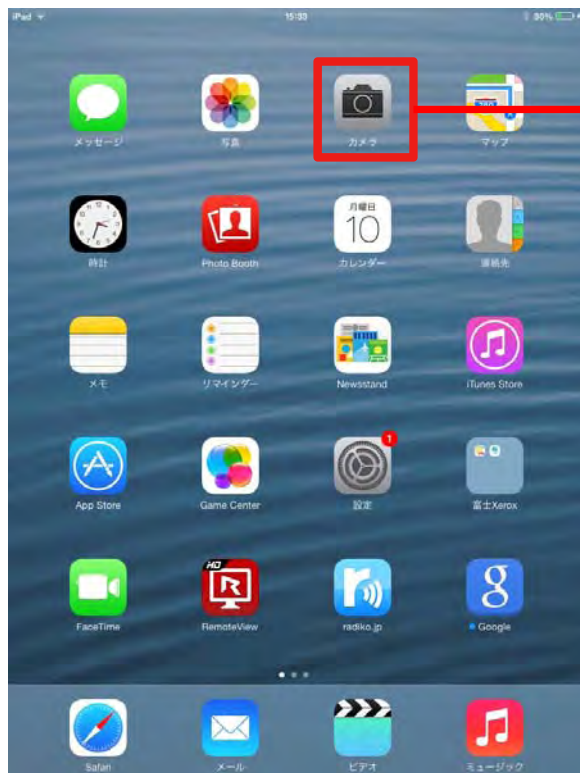 iPad 15:00 30%
メッセージ 写真 カメラ マップ
280
月曜日
10
時計 Photo Booth カレンダー 連絡先
メモ リマインダー Newsstand iTunes Store
1
App Store Game Center 設定 富士Xerox
HD
FaceTime RemoteView radiko.jp Google
Safari メール ビデオ ミュージック